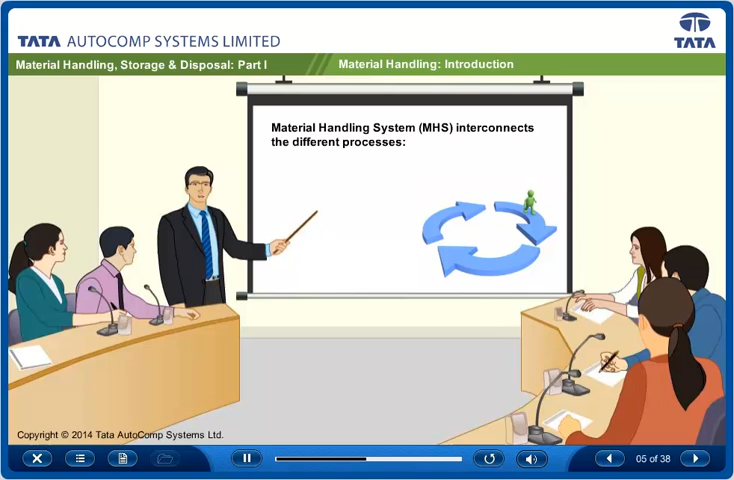 TATA AUTOCOMP SYSTEMS LIMITED
TATA
Material Handling, Storage & Disposal: Part I
Material Handling: Introduction
Material Handling System (MHS) interconnects
the different processes:
Copyright © 2014 Tata AutoComp Systems Ltd.
05 of 38